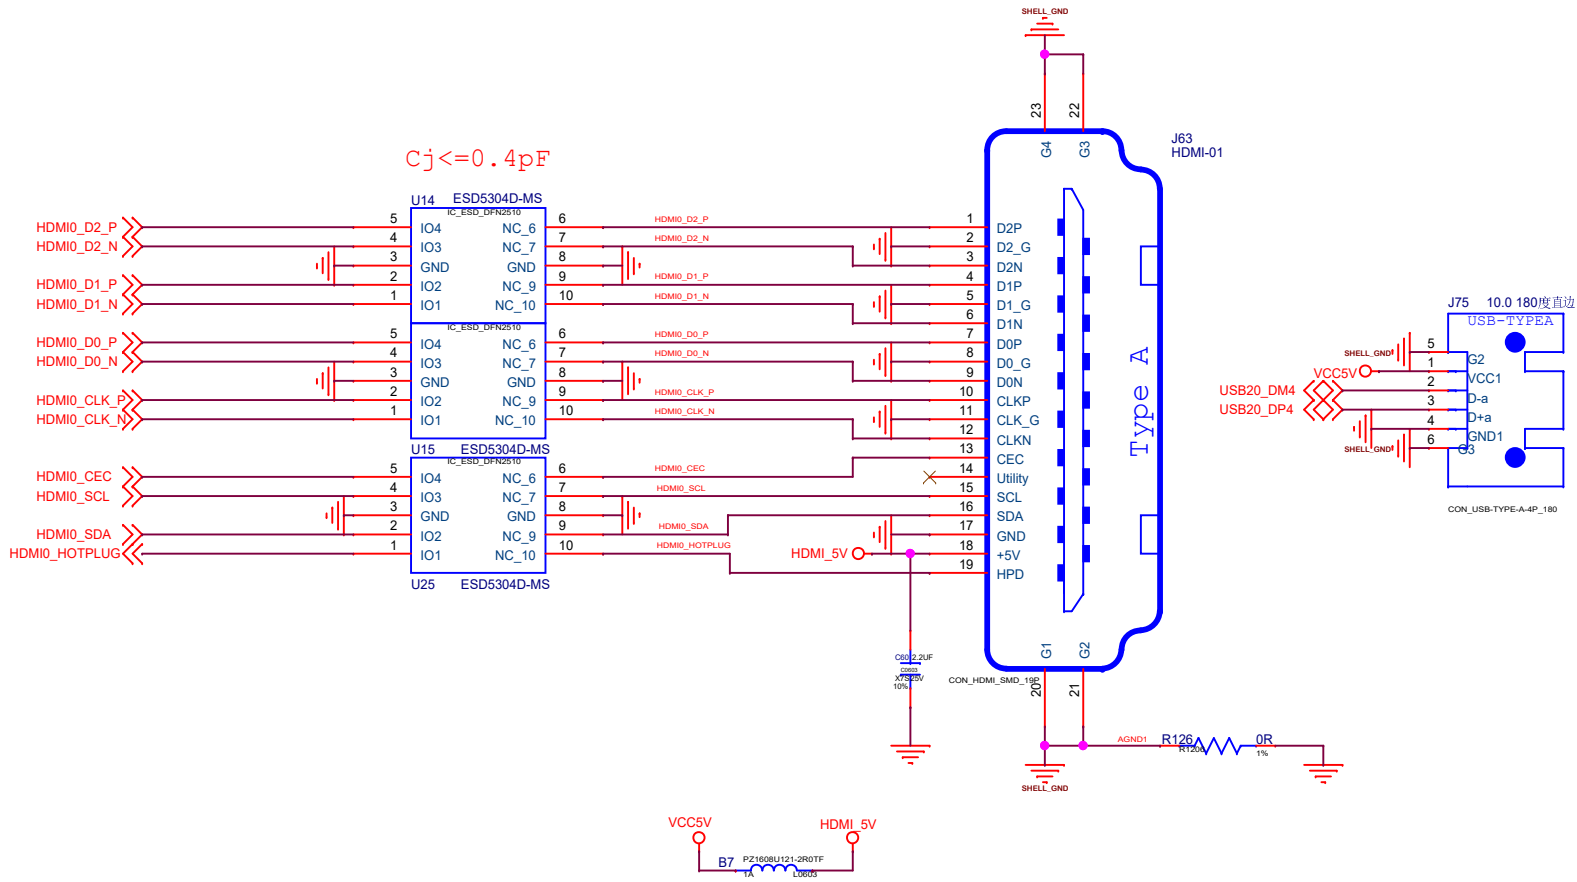 SHELL_GND
23
22
G4
G3
J63
HDMI-01
Cj<=0.4pF
U14 ESD5304D-MS
IC_ESD_DFN2510
HDMI0_D2_P 5 IO4 NC_6 6 HDMI0_D2_P 1 D2P
HDMI0_D2_N 4 IO3 NC_7 7 HDMI0_D2_N 2 D2_G
3 GND GND 8 3 D2N
HDMI0_D1_P 2 IO2 NC_9 9 HDMI0_D1_P 4 D1P
HDMI0_D1_N 1 IO1 NC_10 10 HDMI0_D1_N 5 D1_G
6 D1N
IC_ESD_DFN2510
HDMI0_D0_P 5 IO4 NC_6 6 HDMI0_D0_P 7 D0P
HDMI0_D0_N 4 IO3 NC_7 7 HDMI0_D0_N 8 D0_G
3 GND GND 8 9 D0N
HDMI0_CLK_P 2 IO2 NC_9 9 HDMI0_CLK_P 10 CLKP
HDMI0_CLK_N 1 IO1 NC_10 10 HDMI0_CLK_N 11 CLK_G
12 CLKN
U15 ESD5304D-MS
IC_ESD_DFN2510
13 CEC
HDMI0_CEC 5 IO4 NC_6 6 HDMI0_CEC 14 Utility
HDMI0_SCL 4 IO3 NC_7 7 HDMI0_SCL 15 SCL
3 GND GND 8 16 SDA
HDMI0_SDA 2 IO2 NC_9 9 HDMI0_SDA 17 GND
HDMI0_HOTPLUG 1 IO1 NC_10 10 HDMI0_HOTPLUG HDMI_5V 18 +5V
19 HPD
U25 ESD5304D-MS
Type A
J75 10.0 180度直边
USB-TYPEA
SHELL_GND 5 G2
VCC5V 1 VCC1
USB20_DM4 2 D-a
USB20_DP4 3 D+a
4 GND1
SHELL_GND 6 G3
CON_USB-TYPE-A-4P_180
G1
G2
C60 2.2UF
C0603
X7S25V
10%
CON_HDMI_SMD_19P
20
21
AGND1 R126 0R
R1206 1%
SHELL_GND
VCC5V HDMI_5V
B7 PZ1608U121-2R0TF
1A L0603